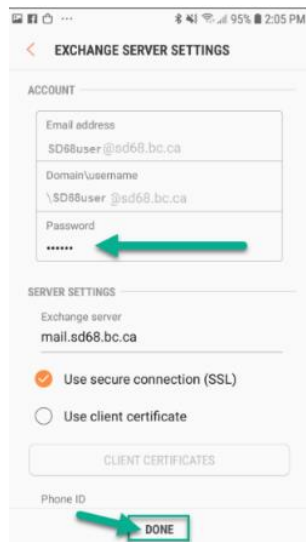 95% 2:05 PM
EXCHANGE SERVER SETTINGS
ACCOUNT
Email address
SD68user@sd68.bc.ca
Domain\username
\SD68user@sd68.bc.ca
Password
••••••
SERVER SETTINGS
Exchange server
mail.sd68.bc.ca
Use secure connection (SSL)
Use client certificate
CLIENT CERTIFICATES
Phone ID
DONE